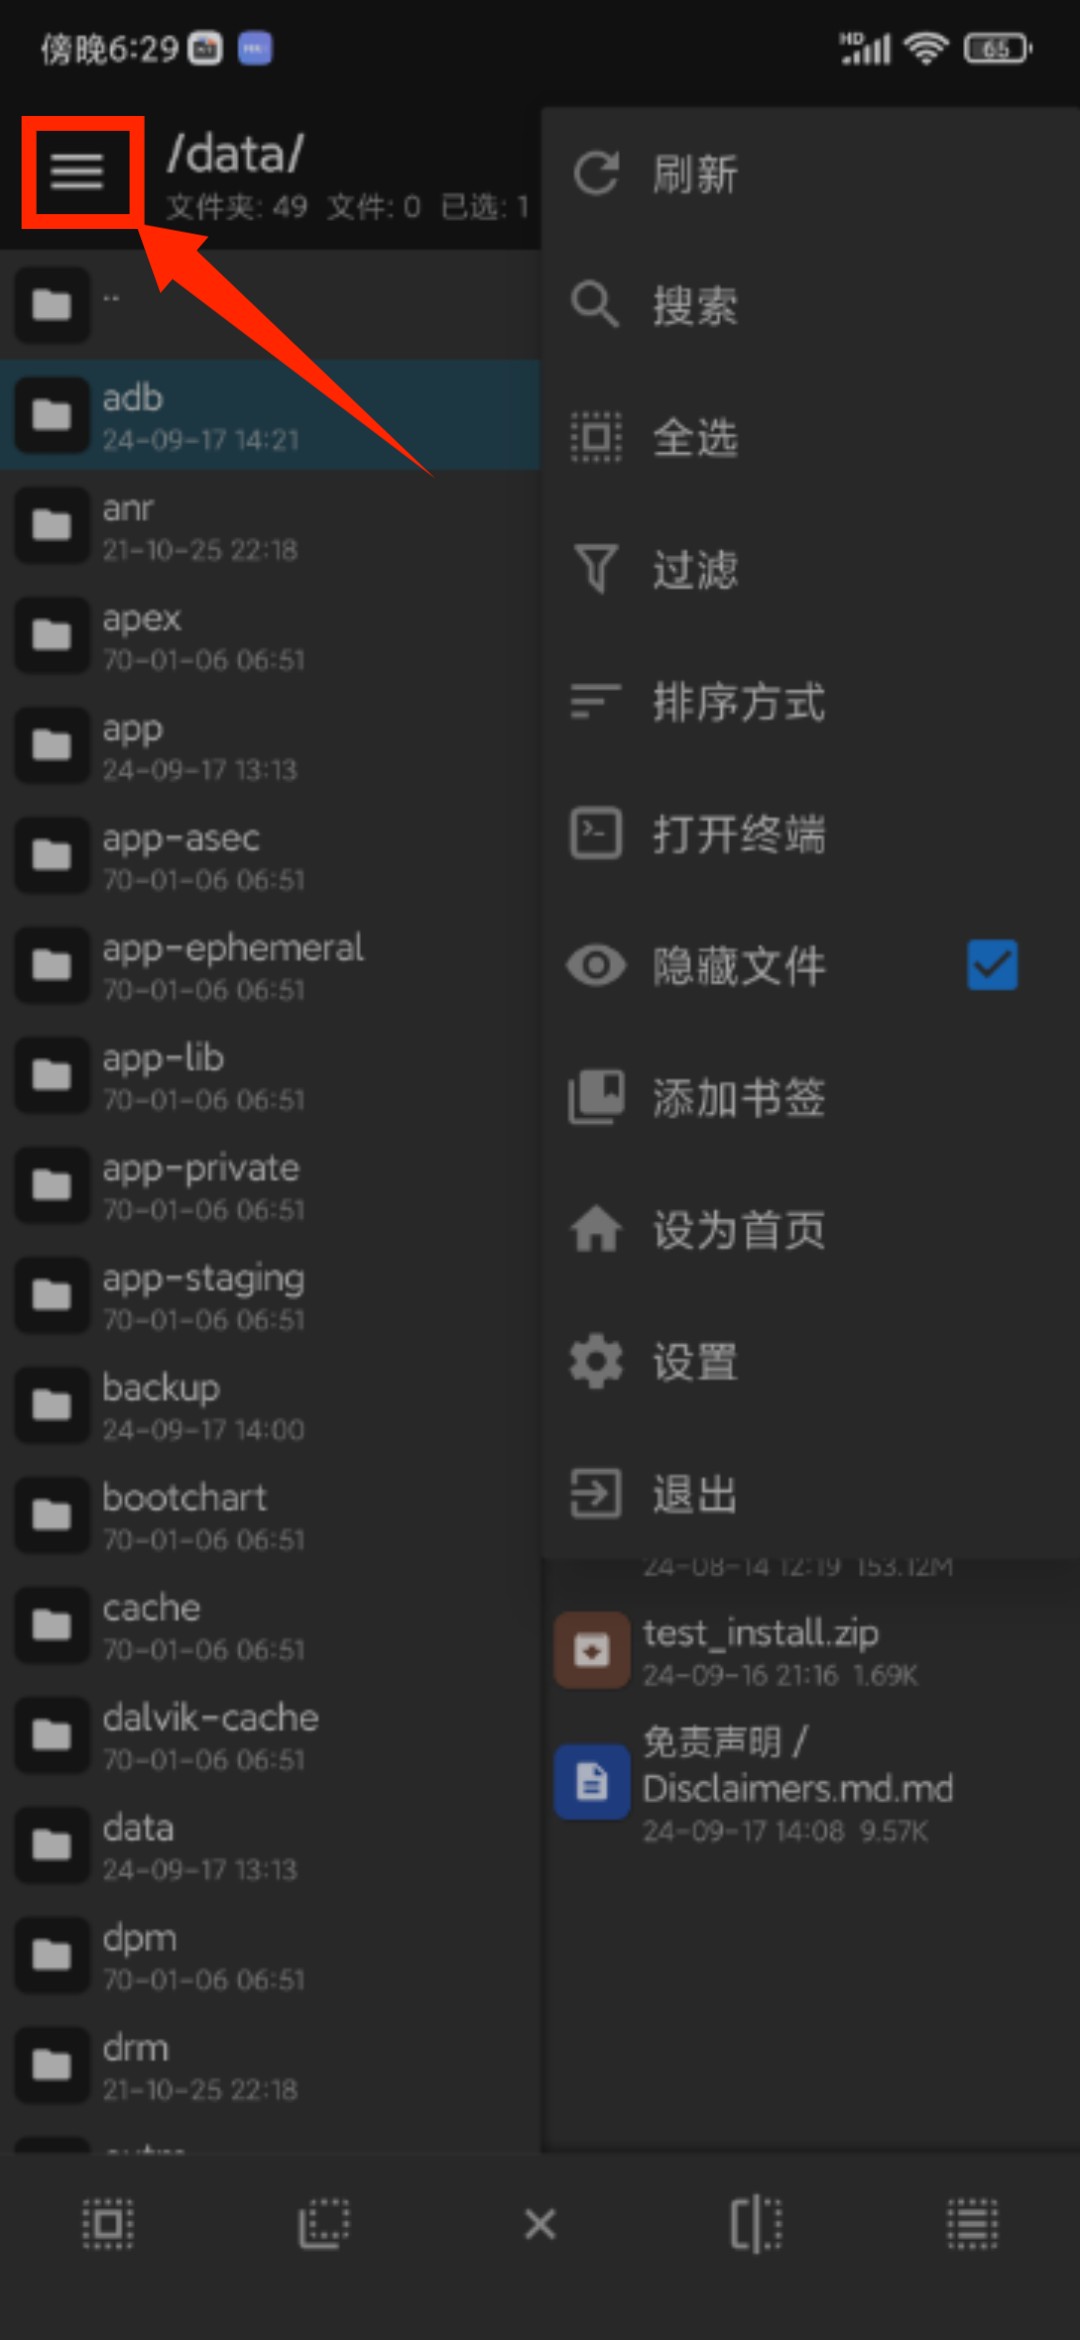 傍晚6:29
HD
65
/data/
文件夹: 49 文件: 0 已选: 1
..
adb
24-09-17 14:21
anr
21-10-25 22:18
apex
70-01-06 06:51
app
24-09-17 13:13
app-asec
70-01-06 06:51
app-ephemeral
70-01-06 06:51
app-lib
70-01-06 06:51
app-private
70-01-06 06:51
app-staging
70-01-06 06:51
backup
24-09-17 14:00
bootchart
70-01-06 06:51
cache
70-01-06 06:51
dalvik-cache
70-01-06 06:51
data
24-09-17 13:13
dpm
70-01-06 06:51
drm
21-10-25 22:18
刷新
搜索
全选
过滤
排序方式
打开终端
隐藏文件
添加书签
设为首页
设置
退出
24-08-14 12:19 153.12M
test_install.zip
24-09-16 21:16 1.69K
免责声明 /
Disclaimers.md.md
24-09-17 14:08 9.57K